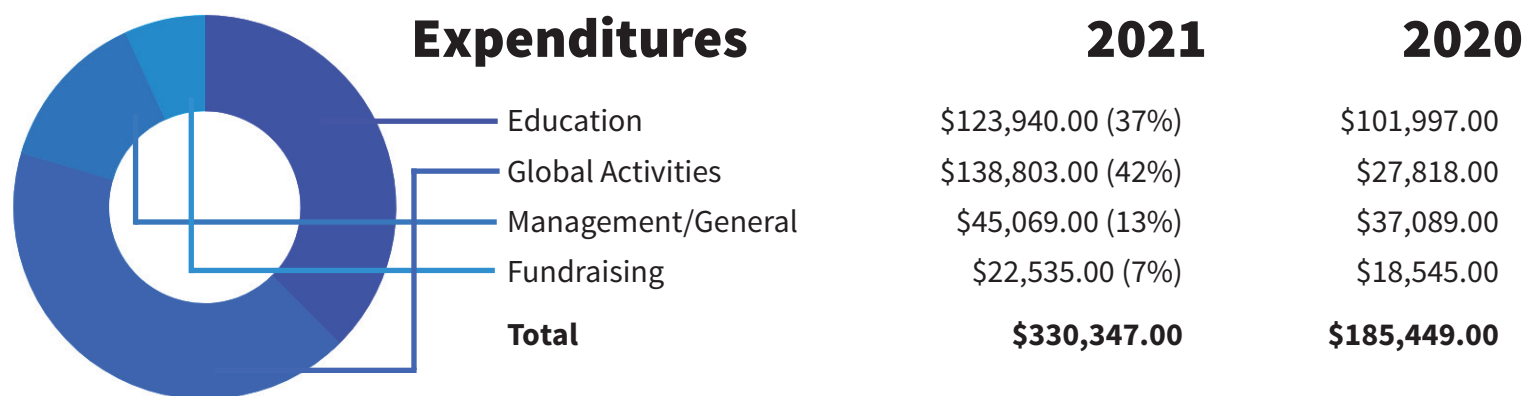 Expenditures 2021 2020
Education $123,940.00 (37%) $101,997.00
Global Activities $138,803.00 (42%) $27,818.00
Management/General $45,069.00 (13%) $37,089.00
Fundraising $22,535.00 (7%) $18,545.00
Total $330,347.00 $185,449.00